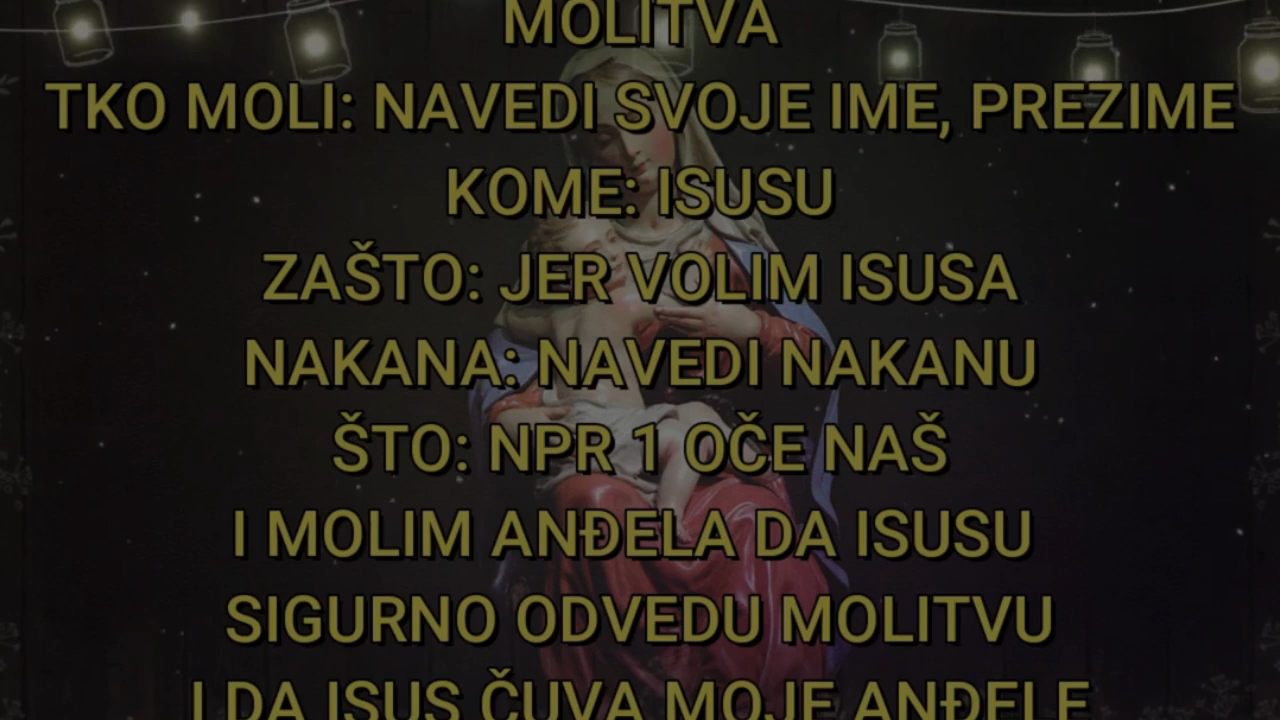 MOLITVA
TKO MOLI: NAVEDI SVOJE IME, PREZIME
KOME: ISUSU
ZAŠTO: JER VOLIM ISUSA
NAKANA: NAVEDI NAKANU
ŠTO: NPR 1 OČE NAŠ
I MOLIM ANĐELA DA ISUSU
SIGURNO ODVEDU MOLITVU
I DA ISUS ČUVA MOJE ANĐELE